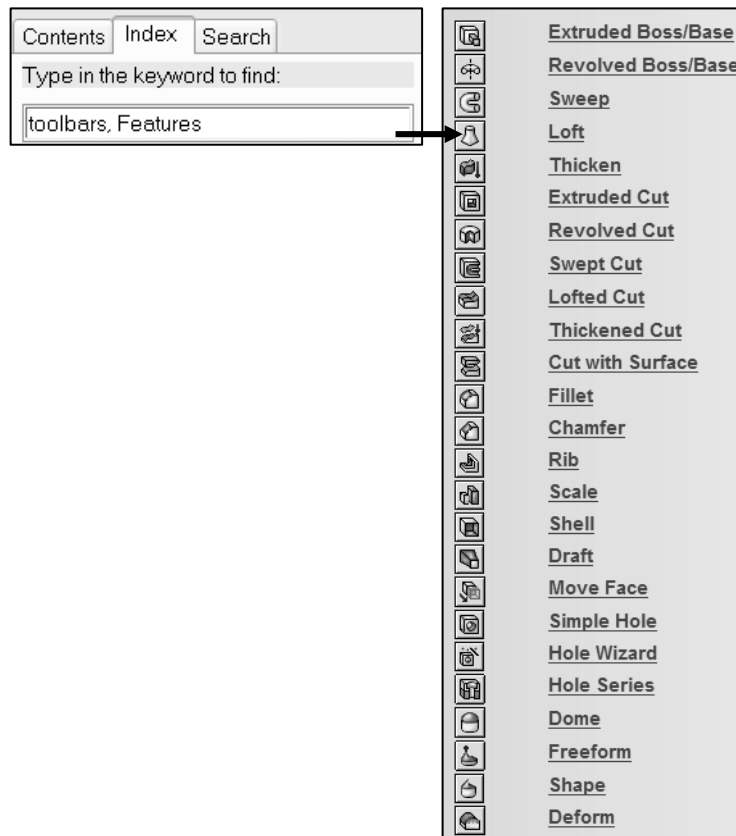 Contents Index Search
Type in the keyword to find:
toolbars, Features
Extruded Boss/Base
Revolved Boss/Base
Sweep
Loft
Thicken
Extruded Cut
Revolved Cut
Swept Cut
Lofted Cut
Thickened Cut
Cut with Surface
Fillet
Chamfer
Rib
Scale
Shell
Draft
Move Face
Simple Hole
Hole Wizard
Hole Series
Dome
Freeform
Shape
Deform